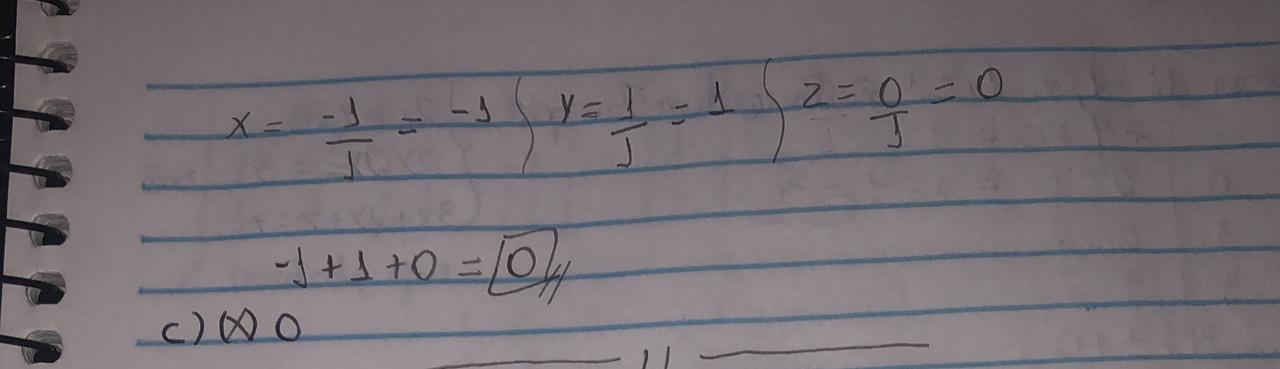 x = -1/1 = -1 } y = 1/1 = 1 } z = 0/1 = 0
-1 + 1 + 0 = 0 //
c) (x) 0